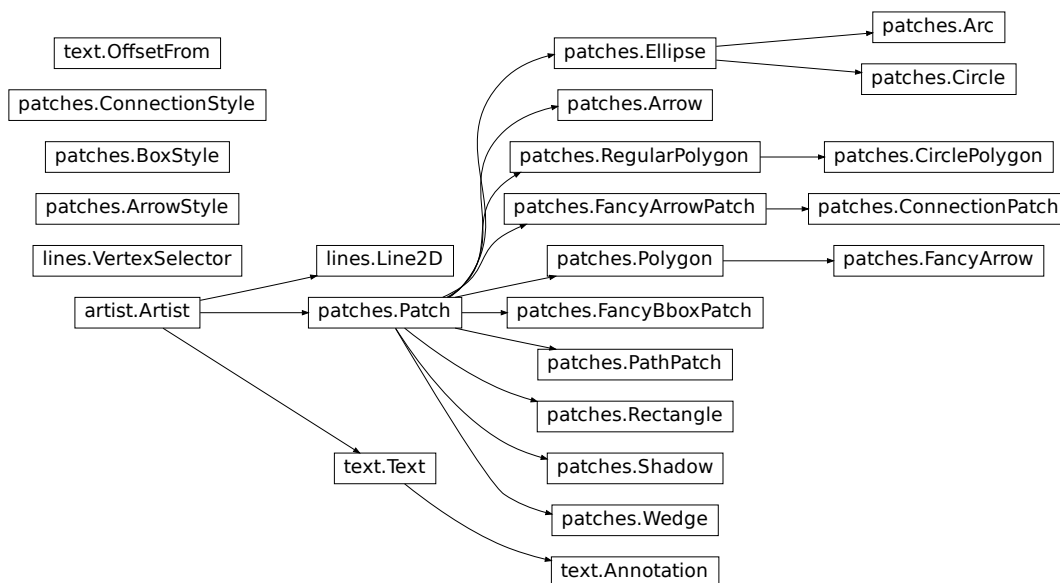 text.OffsetFrom
patches.ConnectionStyle
patches.BoxStyle
patches.ArrowStyle
lines.VertexSelector
artist.Artist
lines.Line2D
patches.Patch
text.Text
patches.Ellipse
patches.Arrow
patches.RegularPolygon
patches.FancyArrowPatch
patches.Polygon
patches.FancyBboxPatch
patches.PathPatch
patches.Rectangle
patches.Shadow
patches.Wedge
text.Annotation
patches.Arc
patches.Circle
patches.CirclePolygon
patches.ConnectionPatch
patches.FancyArrow